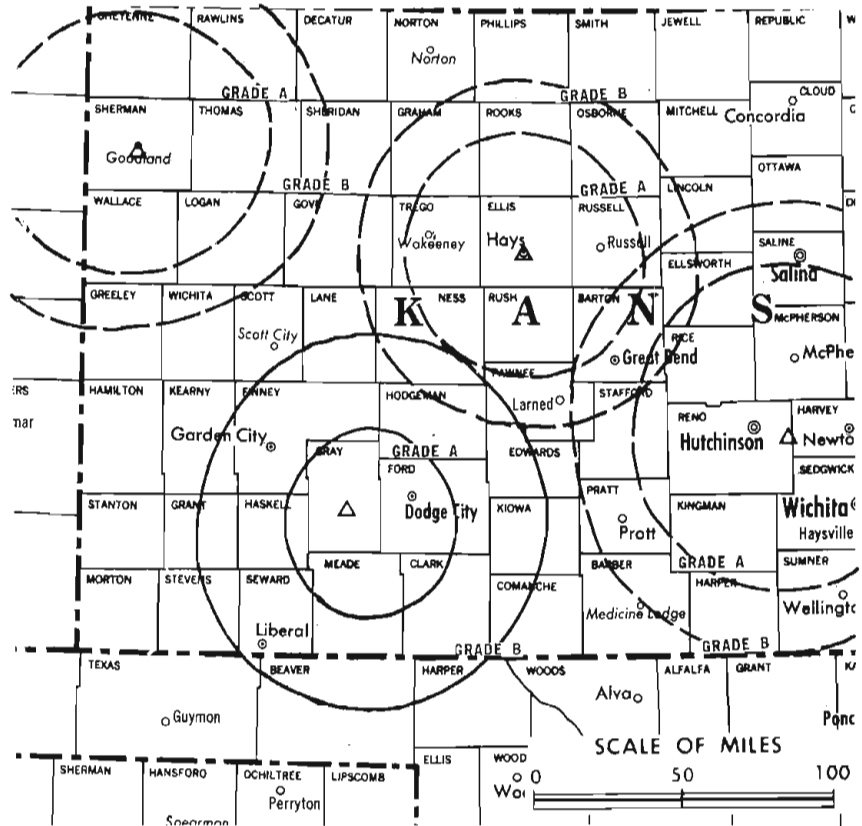 CHEYENNE RAWLINS DECATUR NORTON PHILLIPS SMITH JEWELL REPUBLIC W
Norton
GRADE A GRADE B
CLOUD
SHERMAN THOMAS SHERIDAN GRAHAM ROOKS OSBORNE MITCHELL Concordia
Goodland
OTTAWA
GRADE B GRADE A LINCOLN
WALLACE LOGAN GOVE TREGO ELLIS RUSSELL
Wakeeney Hays Russell SALINE
ELLSWORTH Salina
GREELEY WICHITA SCOTT LANE NESS RUSH BARTON
K A N S
McPHERSON
Scott City RICE
Great Bend McPhe
PAWNEE
HAMILTON KEARNY FINNEY HODGEMAN Larned STAFFORD
ERS
mar
RENO HARVEY
Garden City Hutchinson Newto
GRAY GRADE A EDWARDS
FORD SEDGWICK
PRATT
STANTON GRANT HASKELL Dodge City KIOWA KINGMAN Wichita
Pratt Haysville
MEADE CLARK BARBER GRADE A SUMNER
MORTON STEVENS SEWARD COMANCHE HARPER
Medicine Lodge Wellingto
Liberal
GRADE B GRADE B
TEXAS BEAVER HARPER WOODS ALFALFA GRANT
Guymon Alva
Ponc
SCALE OF MILES
ELLIS WOOD
SHERMAN HANSFORD OCHILTREE LIPSCOMB
0 50 100
Perryton
Spearman